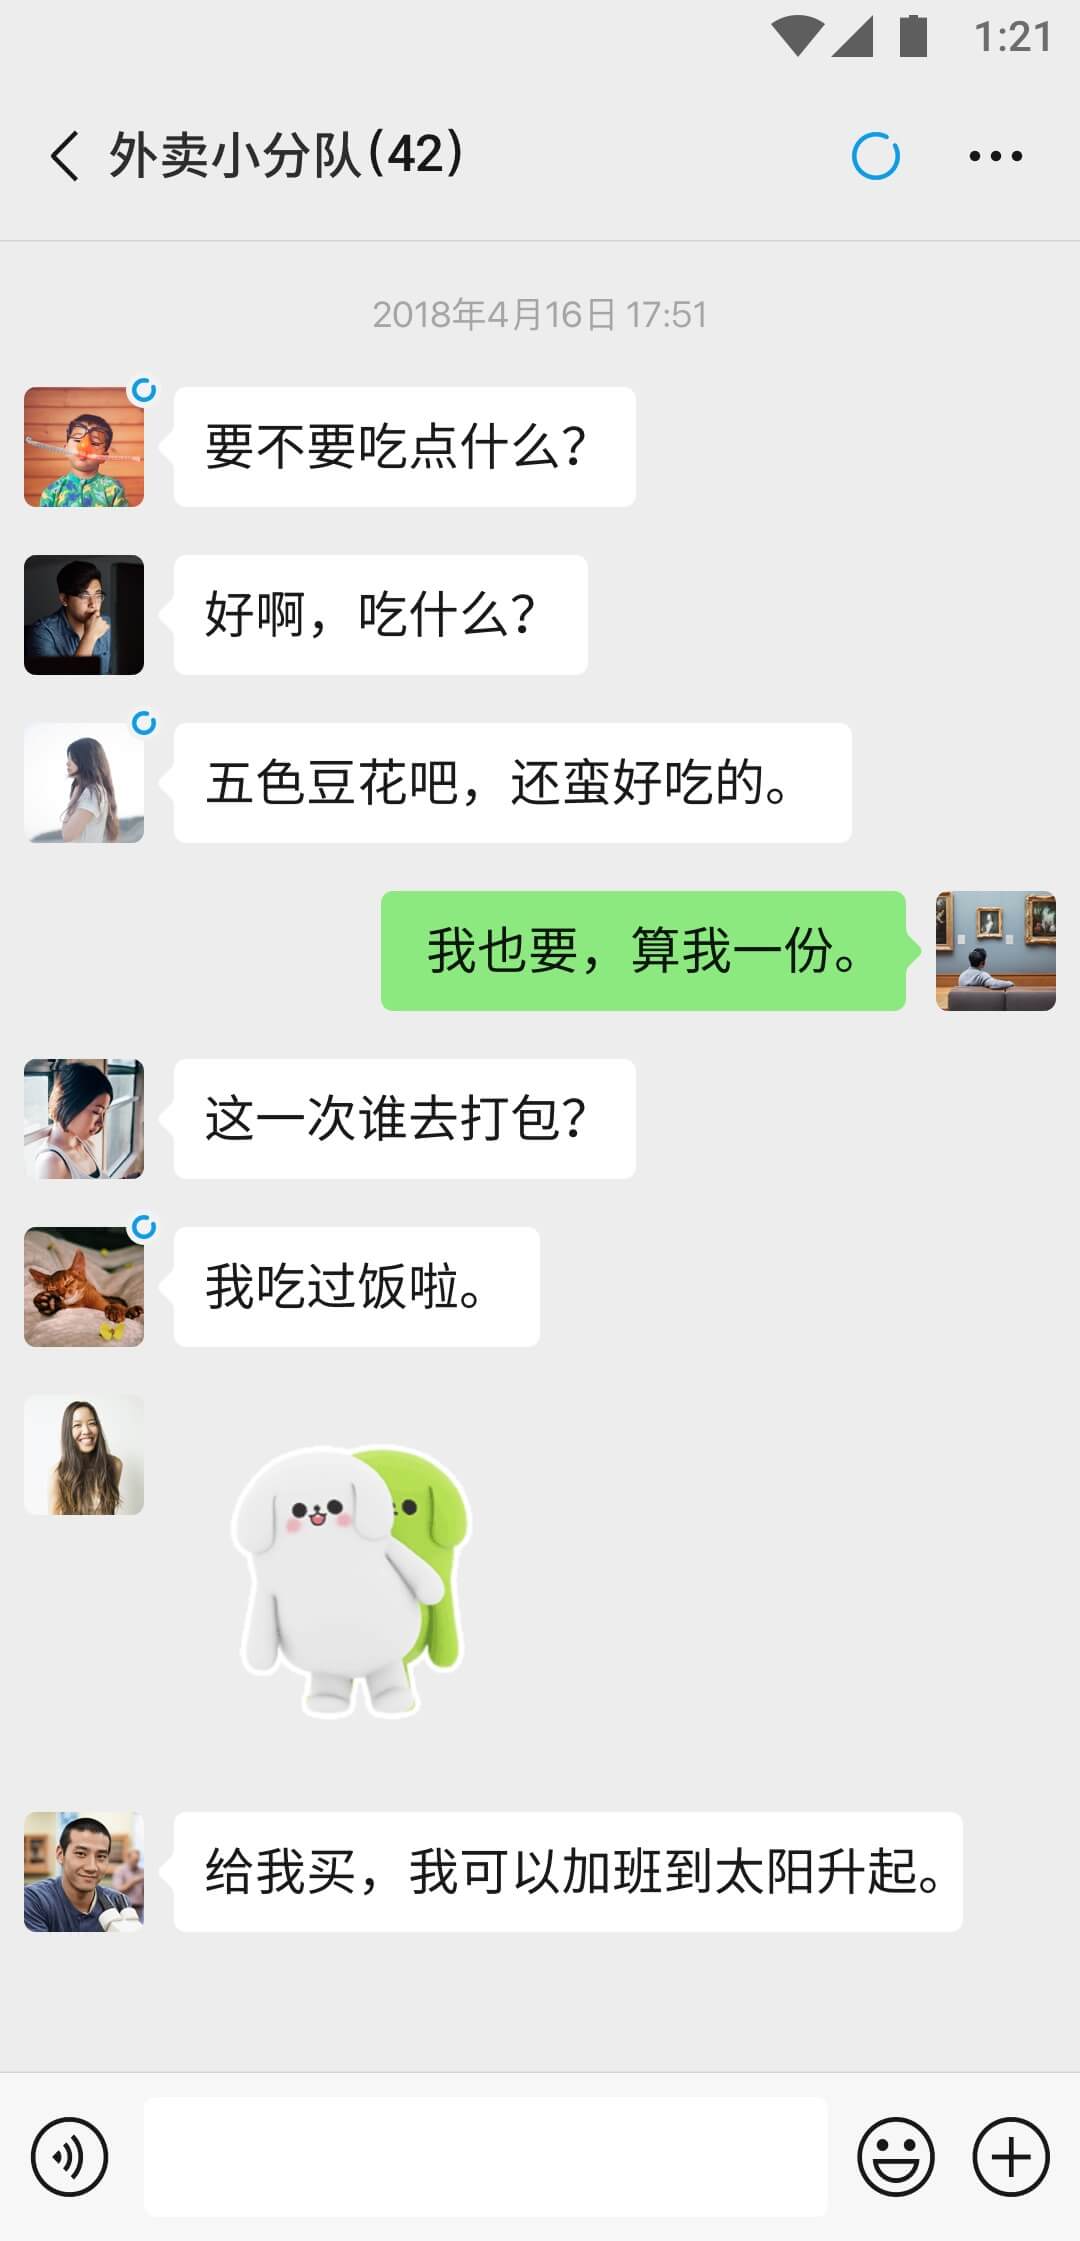 1:21
外卖小分队(42)
2018年4月16日 17:51
要不要吃点什么？
好啊，吃什么？
五色豆花吧，还蛮好吃的。
我也要，算我一份。
这一次谁去打包？
我吃过饭啦。
给我买，我可以加班到太阳升起。